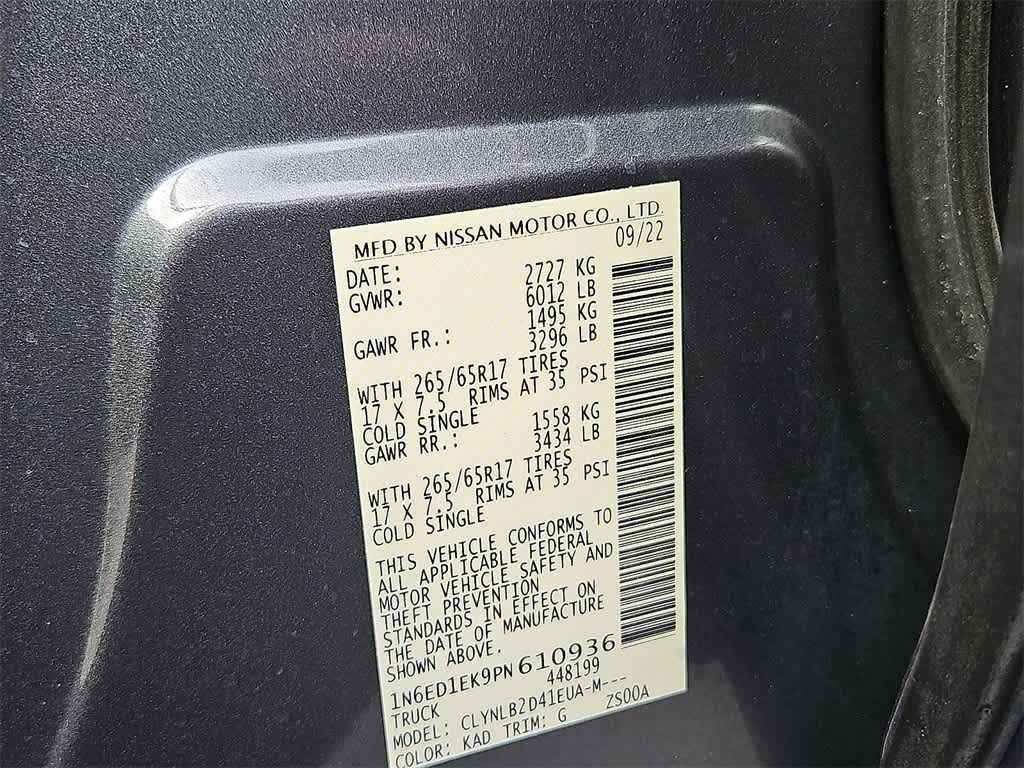 MFD BY NISSAN MOTOR CO., LTD.
DATE: 09/22
GVWR: 2727 KG
6012 LB
GAWR FR.: 1495 KG
3296 LB
WITH 265/65R17 TIRES
17 X 7.5 RIMS AT 35 PSI
COLD SINGLE
GAWR RR.: 1558 KG
3434 LB
WITH 265/65R17 TIRES
17 X 7.5 RIMS AT 35 PSI
COLD SINGLE
THIS VEHICLE CONFORMS TO
ALL APPLICABLE FEDERAL
MOTOR VEHICLE SAFETY AND
THEFT PREVENTION
STANDARDS IN EFFECT ON
THE DATE OF MANUFACTURE
SHOWN ABOVE.
1N6ED1EK9PN610936
TRUCK 448199
MODEL: CLYNLB2D41EUA-M---
COLOR: KAD TRIM: G ZS00A